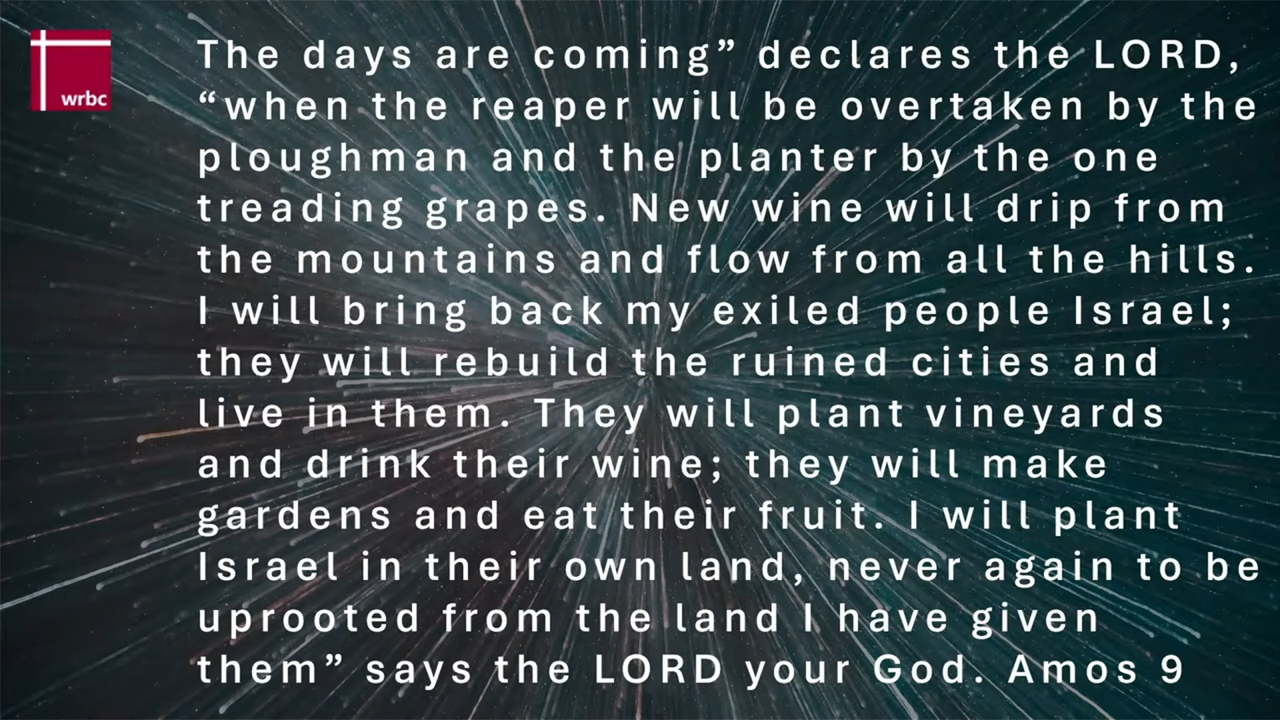 wrbc
The days are coming” declares the LORD,
“when the reaper will be overtaken by the
ploughman and the planter by the one
treading grapes. New wine will drip from
the mountains and flow from all the hills.
I will bring back my exiled people Israel;
they will rebuild the ruined cities and
live in them. They will plant vineyards
and drink their wine; they will make
gardens and eat their fruit. I will plant
Israel in their own land, never again to be
uprooted from the land I have given
them” says the LORD your God. Amos 9